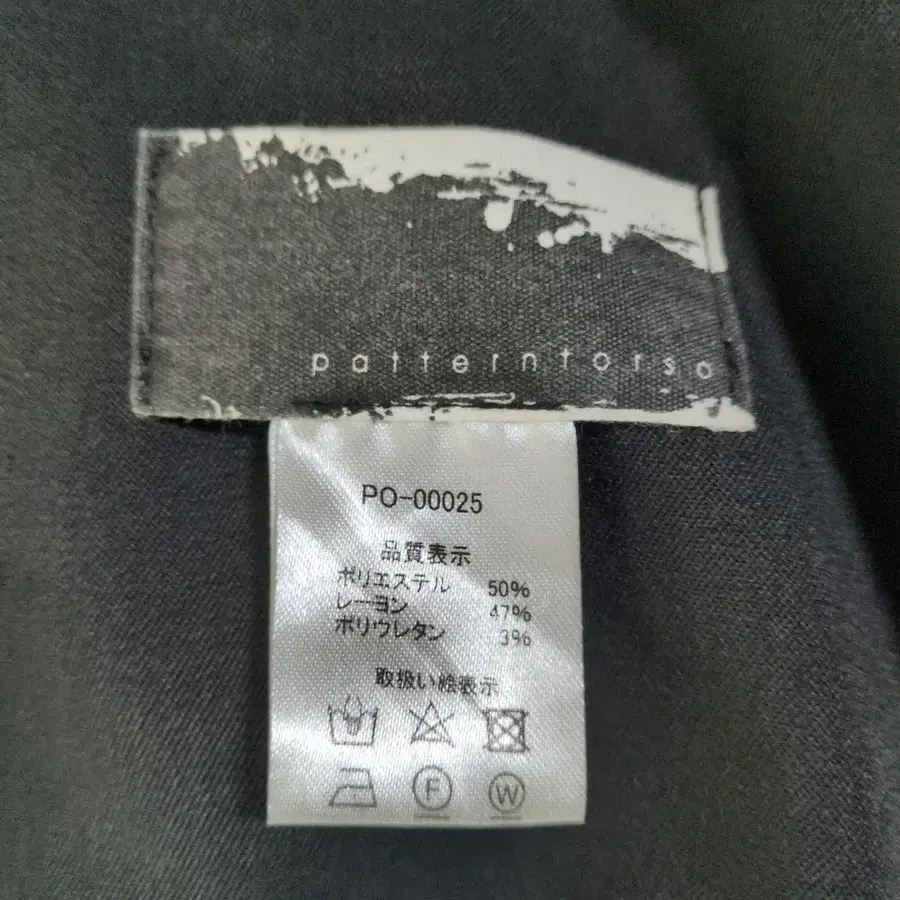 patterntorso
PO-00025
品質表示
ポリエステル 50%
レーヨン 47%
ポリウレタン 3%
取扱い絵表示
F W